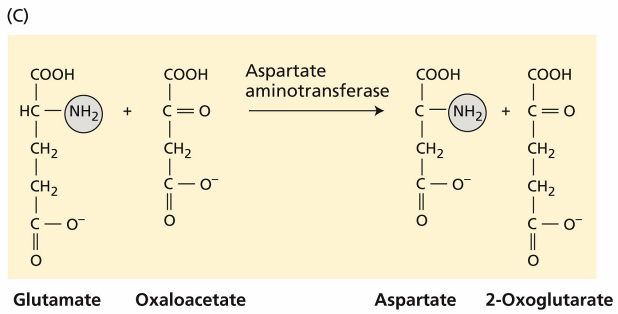 (C)
COOH COOH Aspartate COOH COOH
aminotransferase
HC — NH₂ + C = O C — NH₂ + C = O
CH₂ CH₂ CH₂ CH₂
CH₂ C — O⁻ C — O⁻ CH₂
C — O⁻ O O C — O⁻
O O
Glutamate Oxaloacetate Aspartate 2-Oxoglutarate